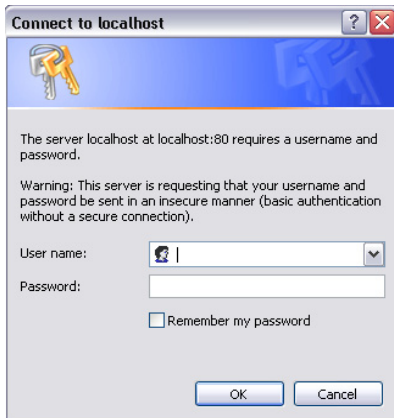 Connect to localhost
The server localhost at localhost:80 requires a username and
password.
Warning: This server is requesting that your username and
password be sent in an insecure manner (basic authentication
without a secure connection).
User name:
Password:
Remember my password
OK Cancel